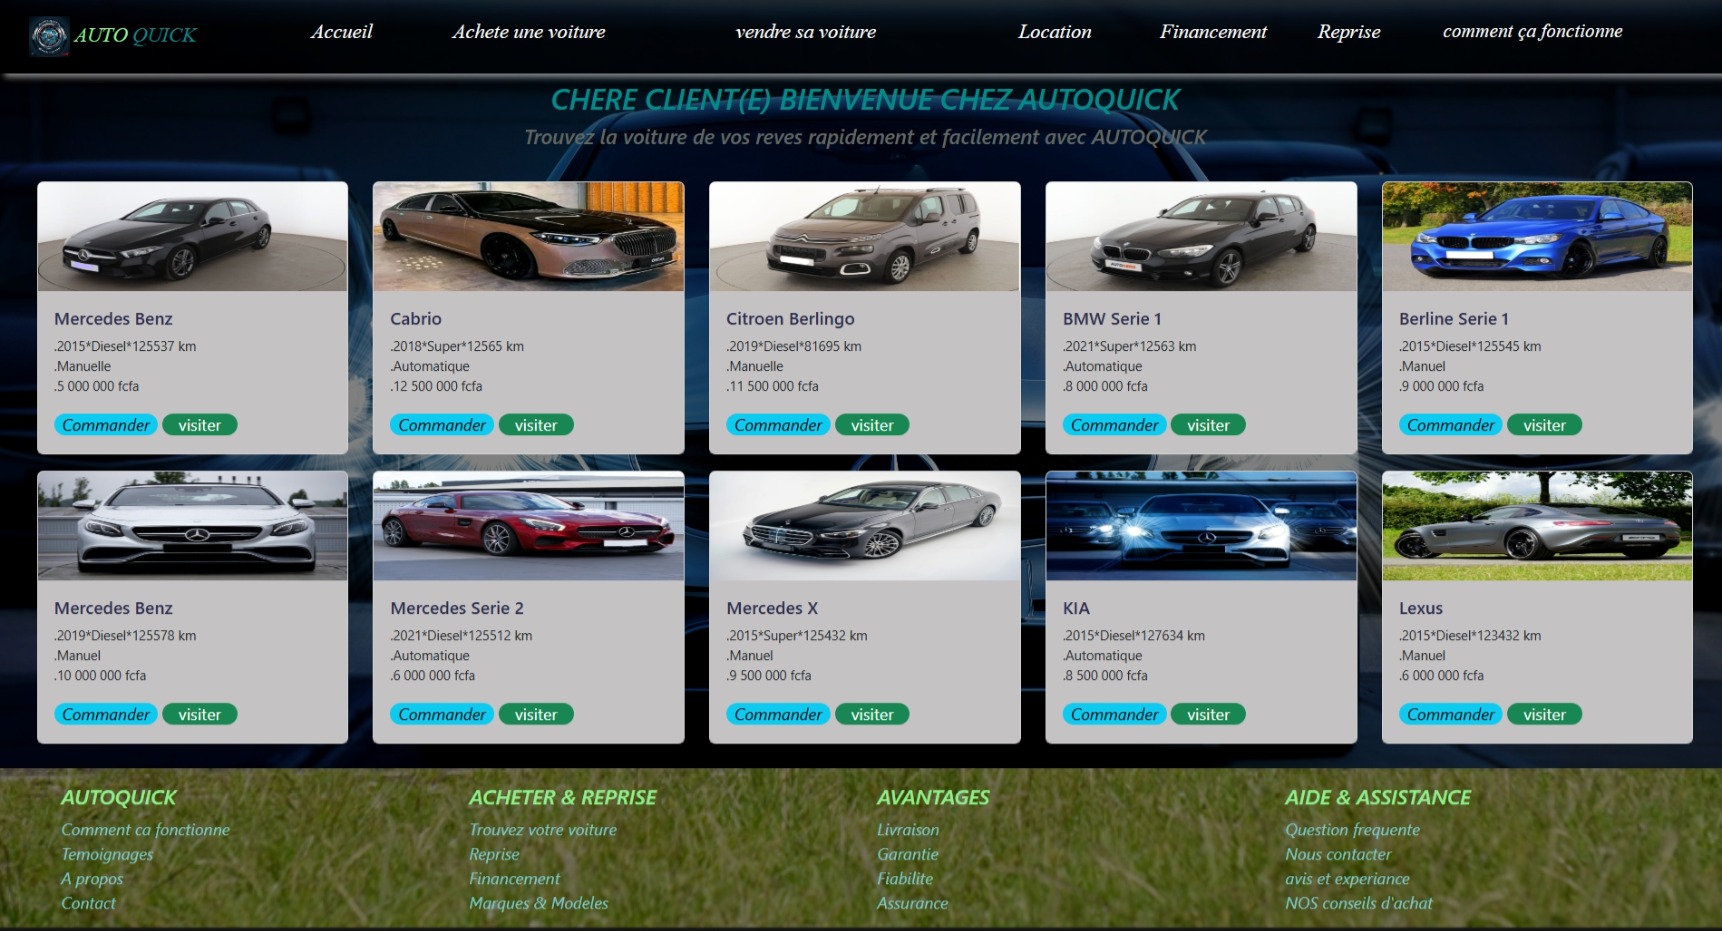 AUTO QUICK
Accueil
Achete une voiture
vendre sa voiture
Location
Financement
Reprise
comment ça fonctionne
CHERE CLIENT(E) BIENVENUE CHEZ AUTOQUICK
Trouvez la voiture de vos reves rapidement et facilement avec AUTOQUICK
Mercedes Benz
.2015*Diesel*125537 km
.Manuelle
.5 000 000 fcfa
Commander visiter
Cabrio
.2018*Super*12565 km
.Automatique
.12 500 000 fcfa
Commander visiter
Citroen Berlingo
.2019*Diesel*81695 km
.Manuelle
.11 500 000 fcfa
Commander visiter
BMW Serie 1
.2021*Super*12563 km
.Automatique
.8 000 000 fcfa
Commander visiter
Berline Serie 1
.2015*Diesel*125545 km
.Manuel
.9 000 000 fcfa
Commander visiter
Mercedes Benz
.2019*Diesel*125578 km
.Manuel
.10 000 000 fcfa
Commander visiter
Mercedes Serie 2
.2021*Diesel*125512 km
.Automatique
.6 000 000 fcfa
Commander visiter
Mercedes X
.2015*Super*125432 km
.Manuel
.9 500 000 fcfa
Commander visiter
KIA
.2015*Diesel*127634 km
.Automatique
.8 500 000 fcfa
Commander visiter
Lexus
.2015*Diesel*123432 km
.Manuel
.6 000 000 fcfa
Commander visiter
AUTOQUICK
Comment ca fonctionne
Temoignages
A propos
Contact
ACHETER & REPRISE
Trouvez votre voiture
Reprise
Financement
Marques & Modeles
AVANTAGES
Livraison
Garantie
Fiabilite
Assurance
AIDE & ASSISTANCE
Question frequente
Nous contacter
avis et experiance
NOS conseils d'achat